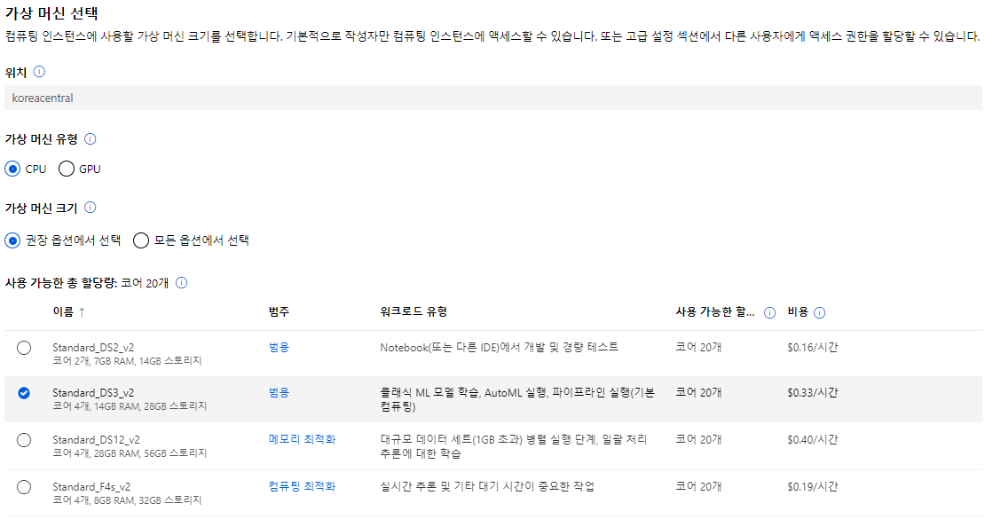 가상 머신 선택
컴퓨팅 인스턴스에 사용할 가상 머신 크기를 선택합니다. 기본적으로 작성자만 컴퓨팅 인스턴스에 액세스할 수 있습니다. 또는 고급 설정 섹션에서 다른 사용자에게 액세스 권한을 할당할 수 있습니다.
위치
koreacentral
가상 머신 유형
CPU GPU
가상 머신 크기
권장 옵션에서 선택 모든 옵션에서 선택
사용 가능한 총 할당량: 코어 20개
이름 ↑ 범주 워크로드 유형 사용 가능한 할... 비용
Standard_DS2_v2 범용 Notebook(또는 다른 IDE)에서 개발 및 경량 테스트 코어 20개 $0.16/시간
코어 2개, 7GB RAM, 14GB 스토리지
Standard_DS3_v2 범용 클래식 ML 모델 학습, AutoML 실행, 파이프라인 실행(기본 코어 20개 $0.33/시간
코어 4개, 14GB RAM, 28GB 스토리지 컴퓨팅)
Standard_DS12_v2 메모리 최적화 대규모 데이터 세트(1GB 초과) 병렬 실행 단계, 일괄 처리 코어 20개 $0.40/시간
코어 4개, 28GB RAM, 56GB 스토리지 추론에 대한 학습
Standard_F4s_v2 컴퓨팅 최적화 실시간 추론 및 기타 대기 시간이 중요한 작업 코어 20개 $0.19/시간
코어 4개, 8GB RAM, 32GB 스토리지